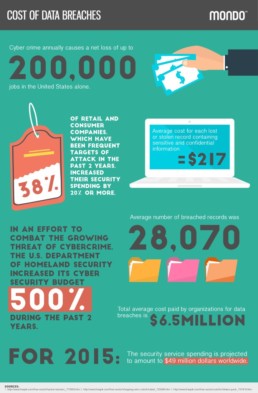 COST OF DATA BREACHES
MONDO
Cyber crime annually causes a net loss of up to
200,000
jobs in the United States alone.
38%
OF RETAIL AND
CONSUMER
COMPANIES,
WHICH HAVE
BEEN FREQUENT
TARGETS OF
ATTACK IN THE
PAST 2 YEARS,
INCREASED
THEIR SECURITY
SPENDING BY
20% OR MORE.
Average cost for each lost
or stolen record containing
sensitive and confidential
information
=$217
IN AN EFFORT TO
COMBAT THE GROWING
THREAT OF CYBERCRIME,
THE U.S. DEPARTMENT
OF HOMELAND SECURITY
INCREASED ITS CYBER
SECURITY BUDGET
500%
DURING THE PAST 2
YEARS.
Average number of breached records was
28,070
Total average cost paid by organizations for data
breaches is $6.5MILLION
FOR 2015:
The security service spending is projected
to amount to $49 million dollars worldwide.
SOURCES: